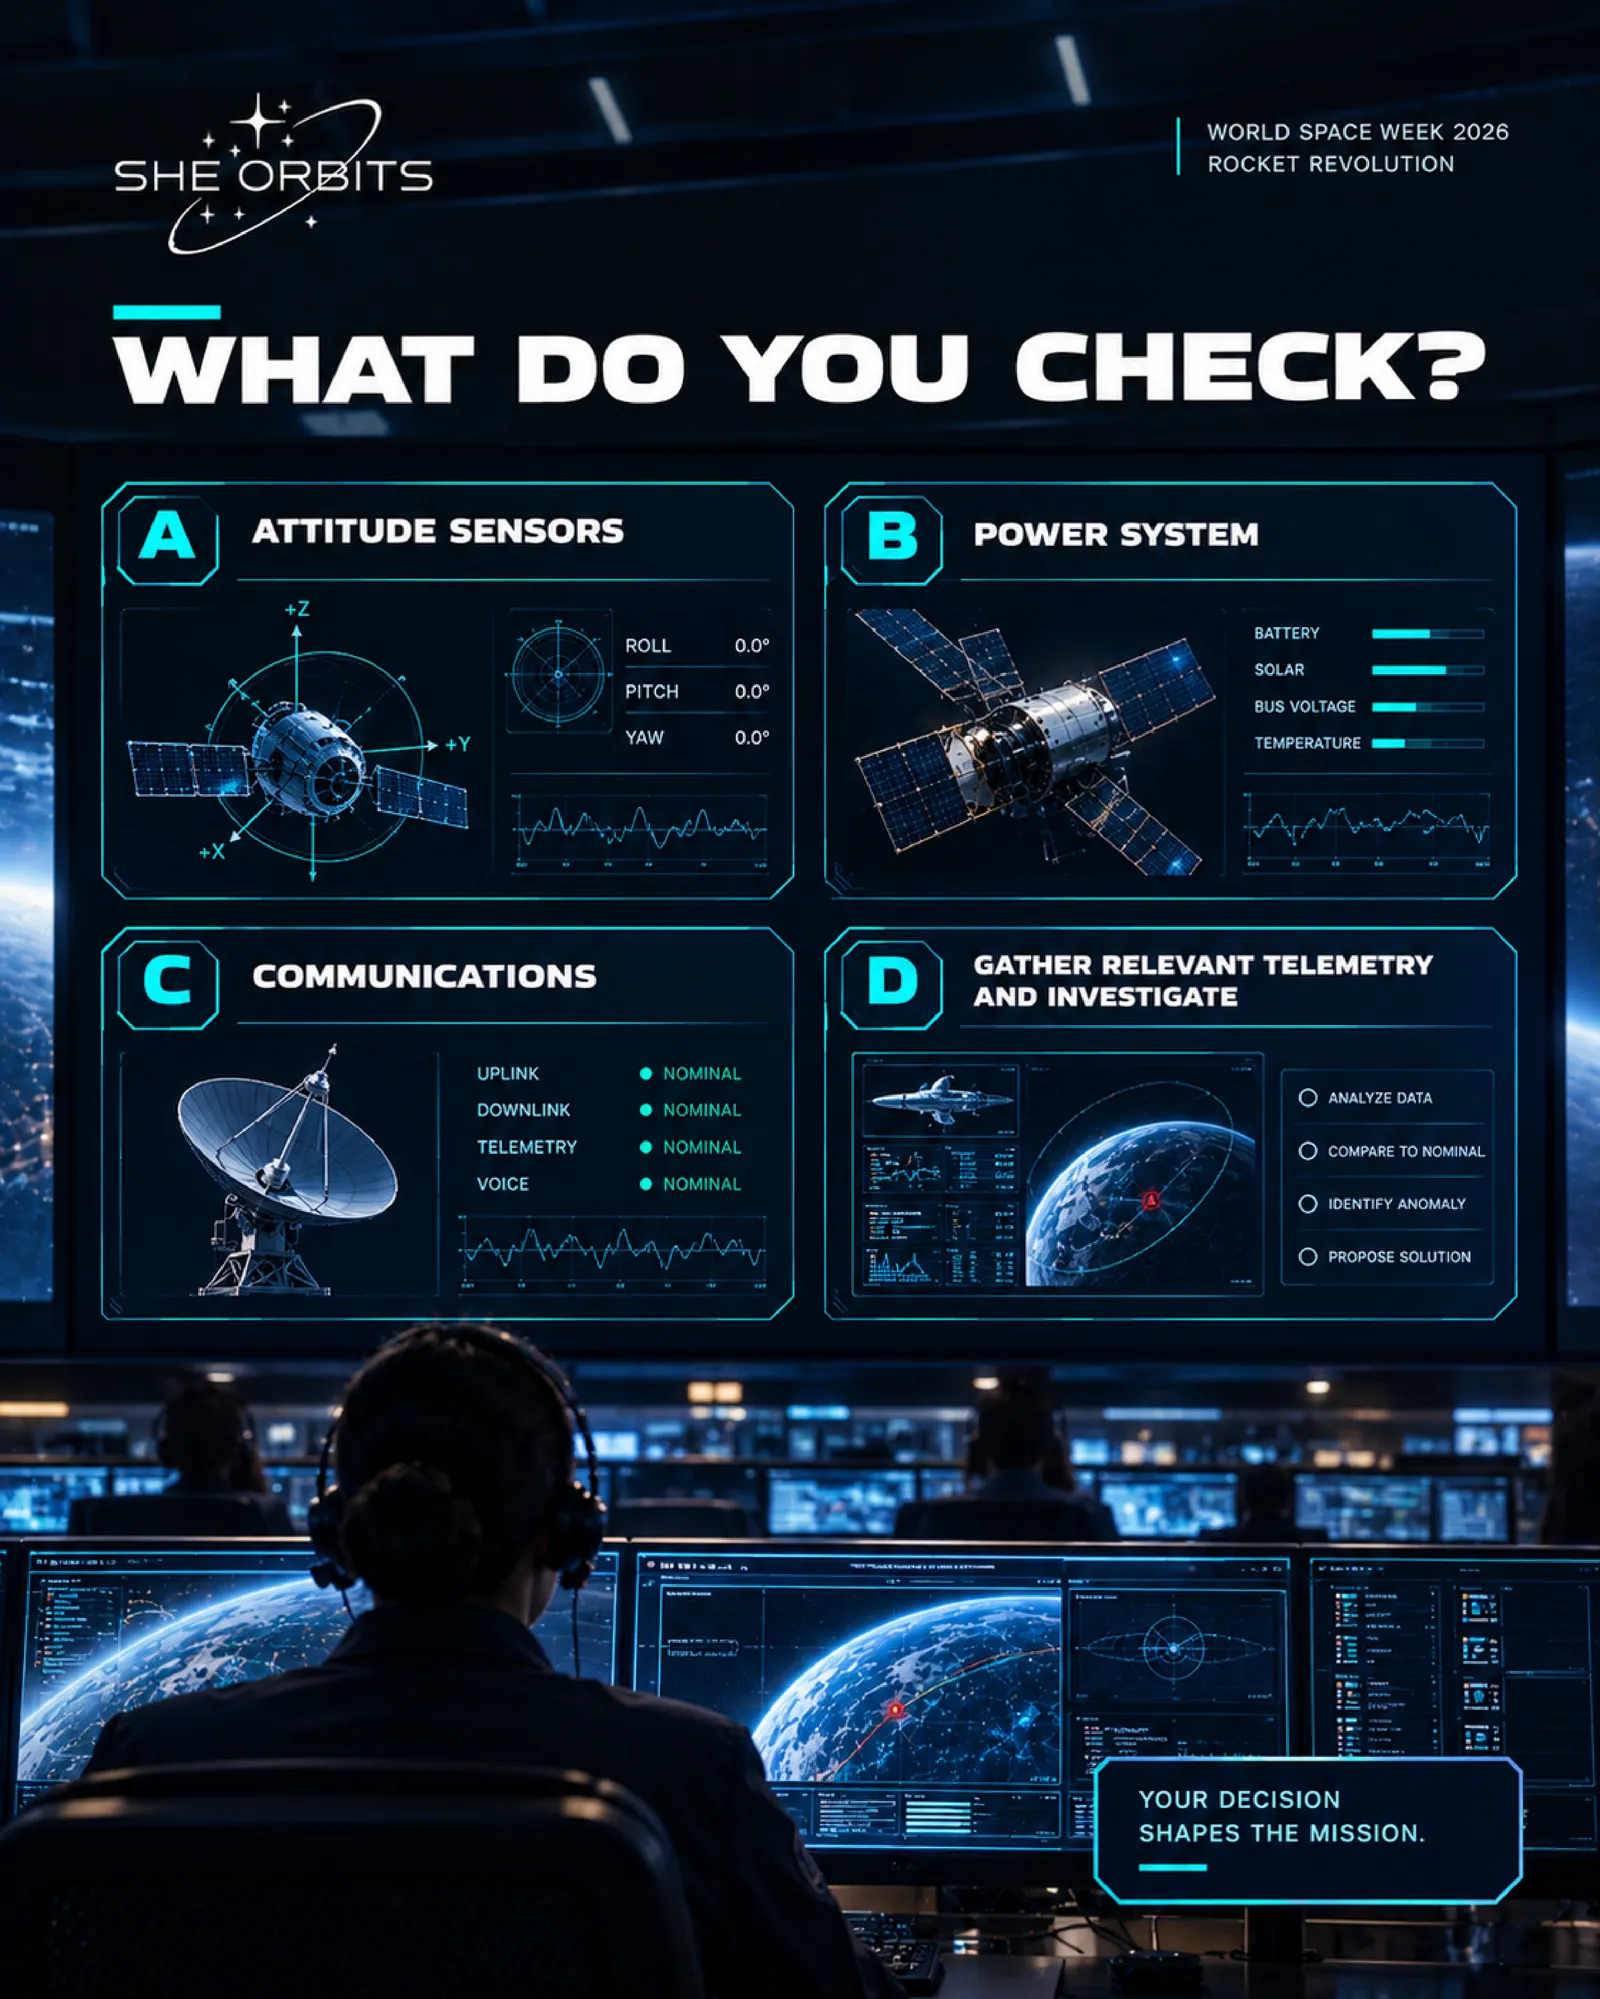 SHE ORBITS
WORLD SPACE WEEK 2026
ROCKET REVOLUTION
WHAT DO YOU CHECK?
A
ATTITUDE SENSORS
+Z
+Y
+X
ROLL 0.0°
PITCH 0.0°
YAW 0.0°
B
POWER SYSTEM
BATTERY
SOLAR
BUS VOLTAGE
TEMPERATURE
C
COMMUNICATIONS
UPLINK NOMINAL
DOWNLINK NOMINAL
TELEMETRY NOMINAL
VOICE NOMINAL
D
GATHER RELEVANT TELEMETRY
AND INVESTIGATE
ANALYZE DATA
COMPARE TO NOMINAL
IDENTIFY ANOMALY
PROPOSE SOLUTION
YOUR DECISION
SHAPES THE MISSION.